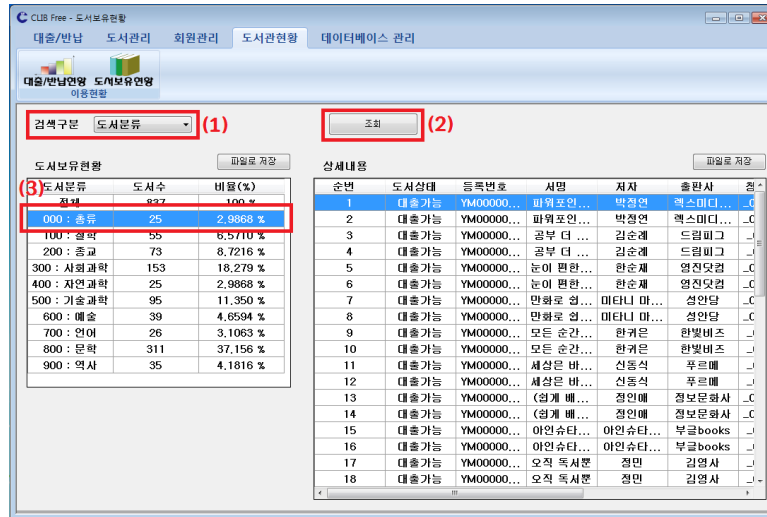 CLIB Free - 도서보유현황
대출/반납 도서관리 회원관리 도서관현황 데이터베이스 관리
대출/반납현황 도서보유현황
이용현황
검색구분 도서분류 (1) 조회 (2)
도서보유현황 파일로 저장 상세내용 파일로 저장
(3)
도서분류 도서수 비율(%)
전체 837 100 %
000 : 총류 25 2,9868 %
100 : 철학 55 6,5710 %
200 : 종교 73 8,7216 %
300 : 사회과학 153 18,279 %
400 : 자연과학 25 2,9868 %
500 : 기술과학 95 11,350 %
600 : 예술 39 4,6594 %
700 : 언어 26 3,1063 %
800 : 문학 311 37,156 %
900 : 역사 35 4,1816 %
순번 도서상태 등록번호 서명 저자 출판사 청
1 대출가능 YM00000... 파워포인... 박정연 렉스미디... _0
2 대출가능 YM00000... 파워포인... 박정연 렉스미디... _0
3 대출가능 YM00000... 공부 더 ... 김순례 드림피그 _
4 대출가능 YM00000... 공부 더 ... 김순례 드림피그 _
5 대출가능 YM00000... 눈이 편한... 한순재 영진닷컴 _0
6 대출가능 YM00000... 눈이 편한... 한순재 영진닷컴 _0
7 대출가능 YM00000... 만화로 쉽... 미타니 마... 성안당 _
8 대출가능 YM00000... 만화로 쉽... 미타니 마... 성안당 _
9 대출가능 YM00000... 모든 순간... 한귀은 한빛비즈 _
10 대출가능 YM00000... 모든 순간... 한귀은 한빛비즈 _
11 대출가능 YM00000... 세상은 바... 신동식 푸르메 _
12 대출가능 YM00000... 세상은 바... 신동식 푸르메 _
13 대출가능 YM00000... (쉽게 배... 정인애 정보문화사 _0
14 대출가능 YM00000... (쉽게 배... 정인애 정보문화사 _0
15 대출가능 YM00000... 아인슈타... 아인슈타... 부글books _
16 대출가능 YM00000... 아인슈타... 아인슈타... 부글books _
17 대출가능 YM00000... 오직 독서뿐 정민 김영사 _
18 대출가능 YM00000... 오직 독서뿐 정민 김영사 _